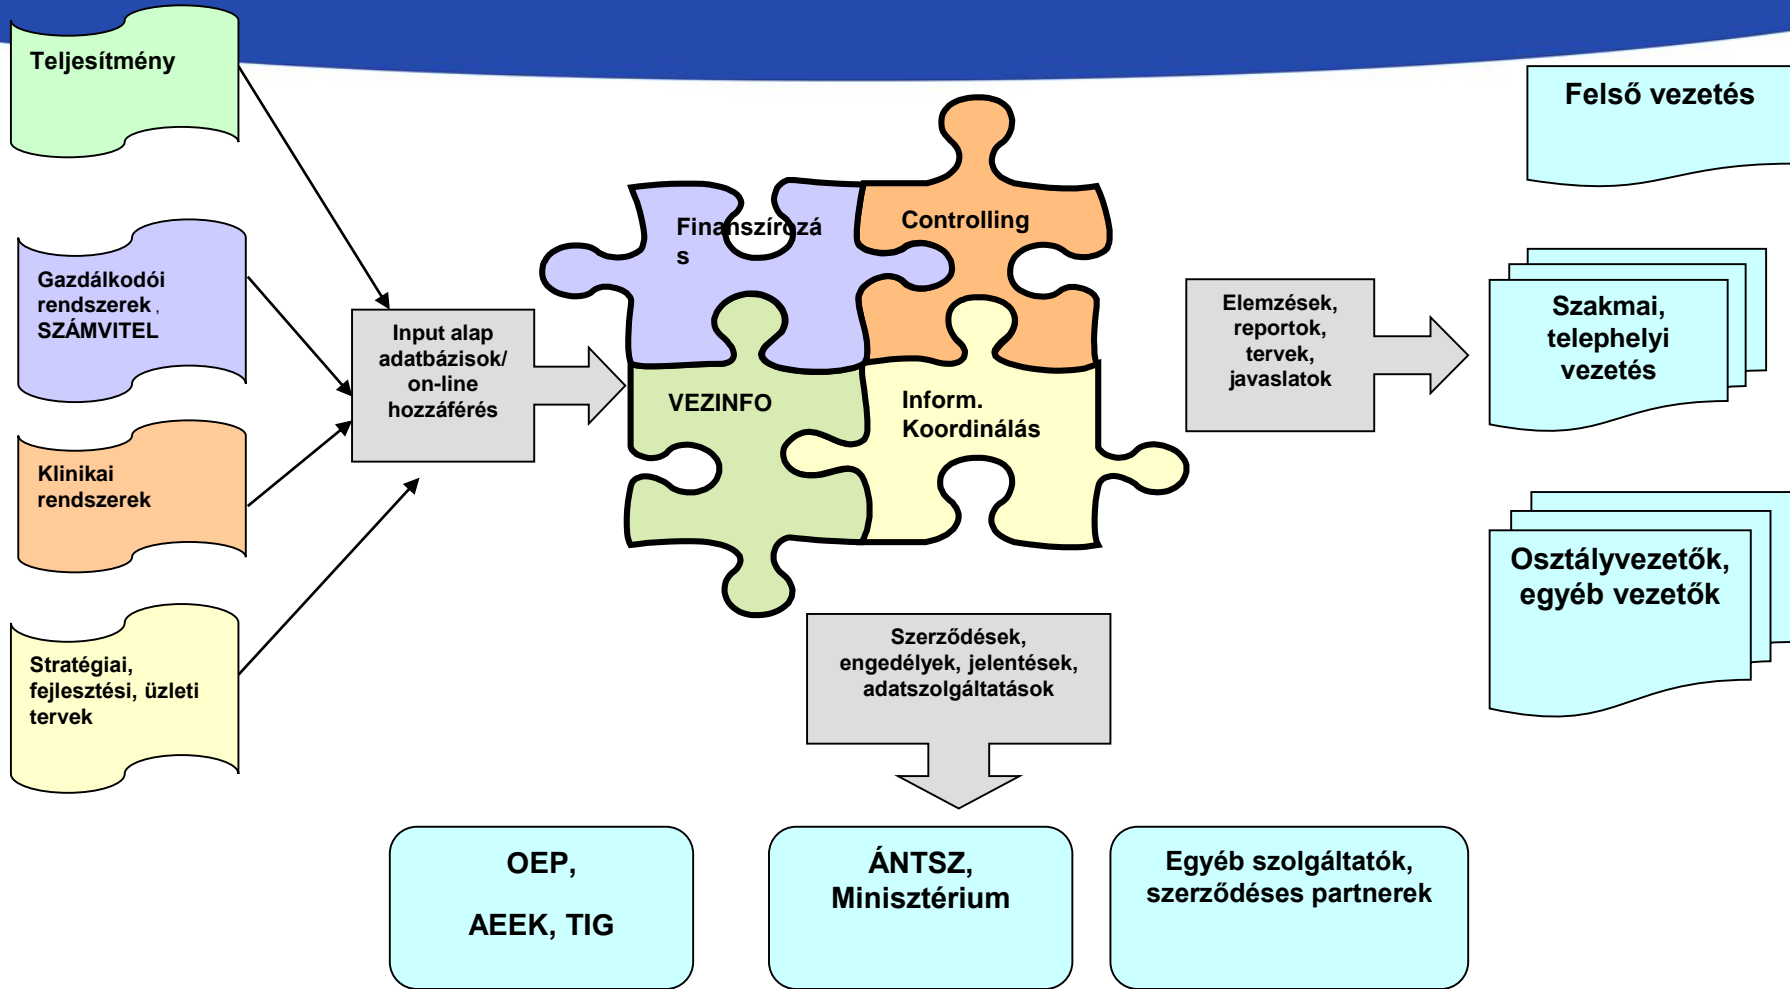 Teljesítmény
Gazdálkodói
rendszerek ,
SZÁMVITEL
Klinikai
rendszerek
Stratégiai,
fejlesztési, üzleti
tervek
Input alap
adatbázisok/
on-line
hozzáférés
Finanszírozá
s
Controlling
VEZINFO
Inform.
Koordinálás
Elemzések,
reportok,
tervek,
javaslatok
Szerződések,
engedélyek, jelentések,
adatszolgáltatások
Felső vezetés
Szakmai,
telephelyi
vezetés
Osztályvezetők,
egyéb vezetők
OEP,
AEEK, TIG
ÁNTSZ,
Minisztérium
Egyéb szolgáltatók,
szerződéses partnerek